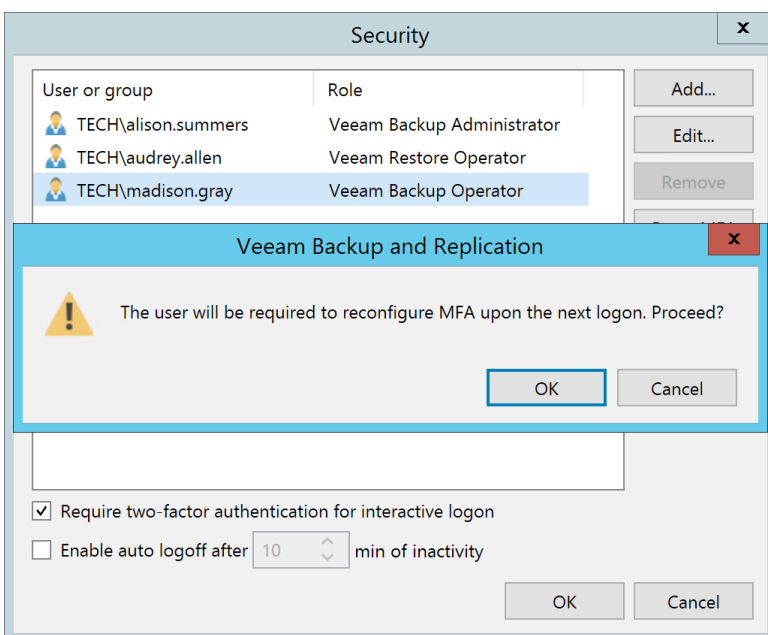 Security
x
User or group Role
TECH\alison.summers Veeam Backup Administrator
TECH\audrey.allen Veeam Restore Operator
TECH\madison.gray Veeam Backup Operator
Add...
Edit...
Remove
Veeam Backup and Replication
x
The user will be required to reconfigure MFA upon the next logon. Proceed?
OK Cancel
Require two-factor authentication for interactive logon
Enable auto logoff after 10 min of inactivity
OK Cancel